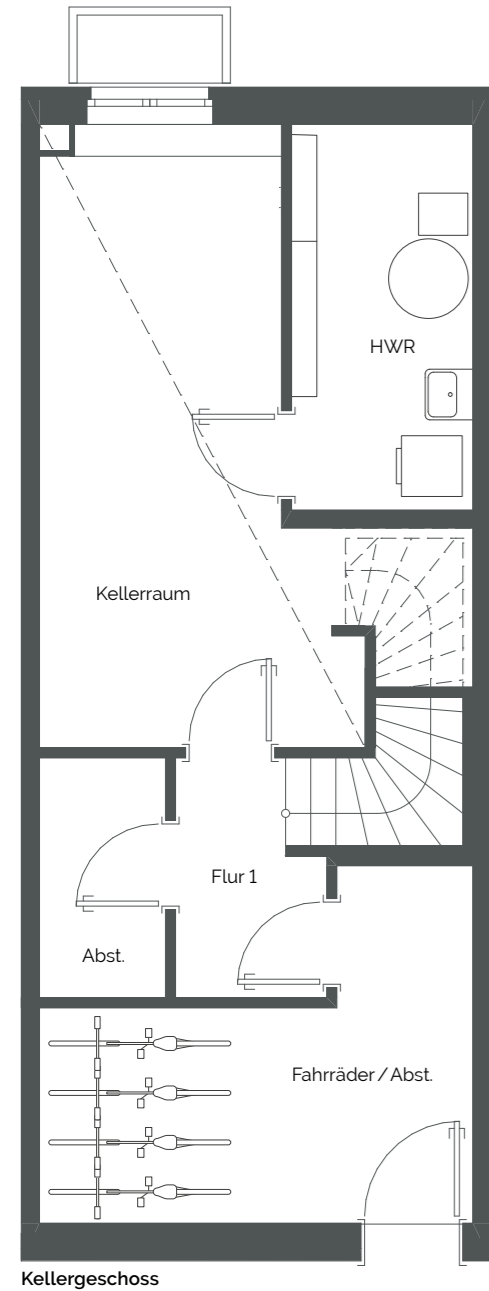 HWR
Kellerraum
Flur 1
Abst.
Fahrräder / Abst.
Kellergeschoss